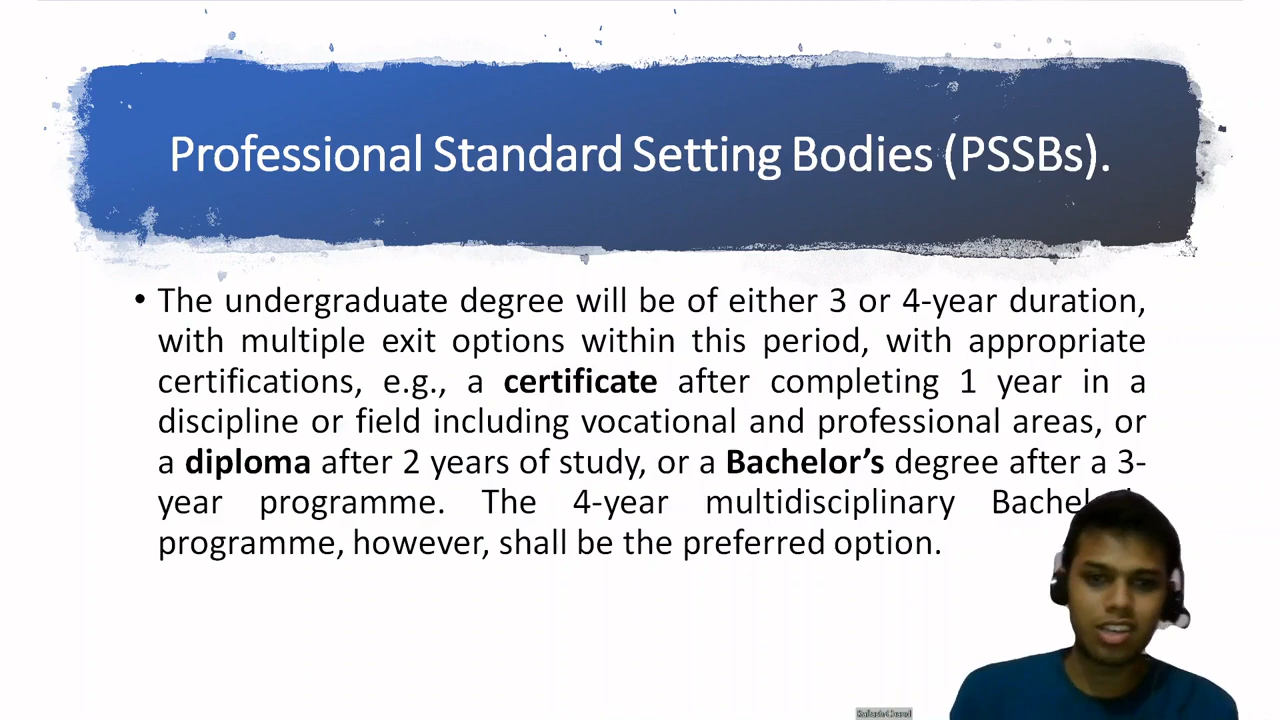 Professional Standard Setting Bodies (PSSBs).
• The undergraduate degree will be of either 3 or 4-year duration,
with multiple exit options within this period, with appropriate
certifications, e.g., a certificate after completing 1 year in a
discipline or field including vocational and professional areas, or
a diploma after 2 years of study, or a Bachelor’s degree after a 3-
year programme. The 4-year multidisciplinary
programme, however, shall be the preferred option.